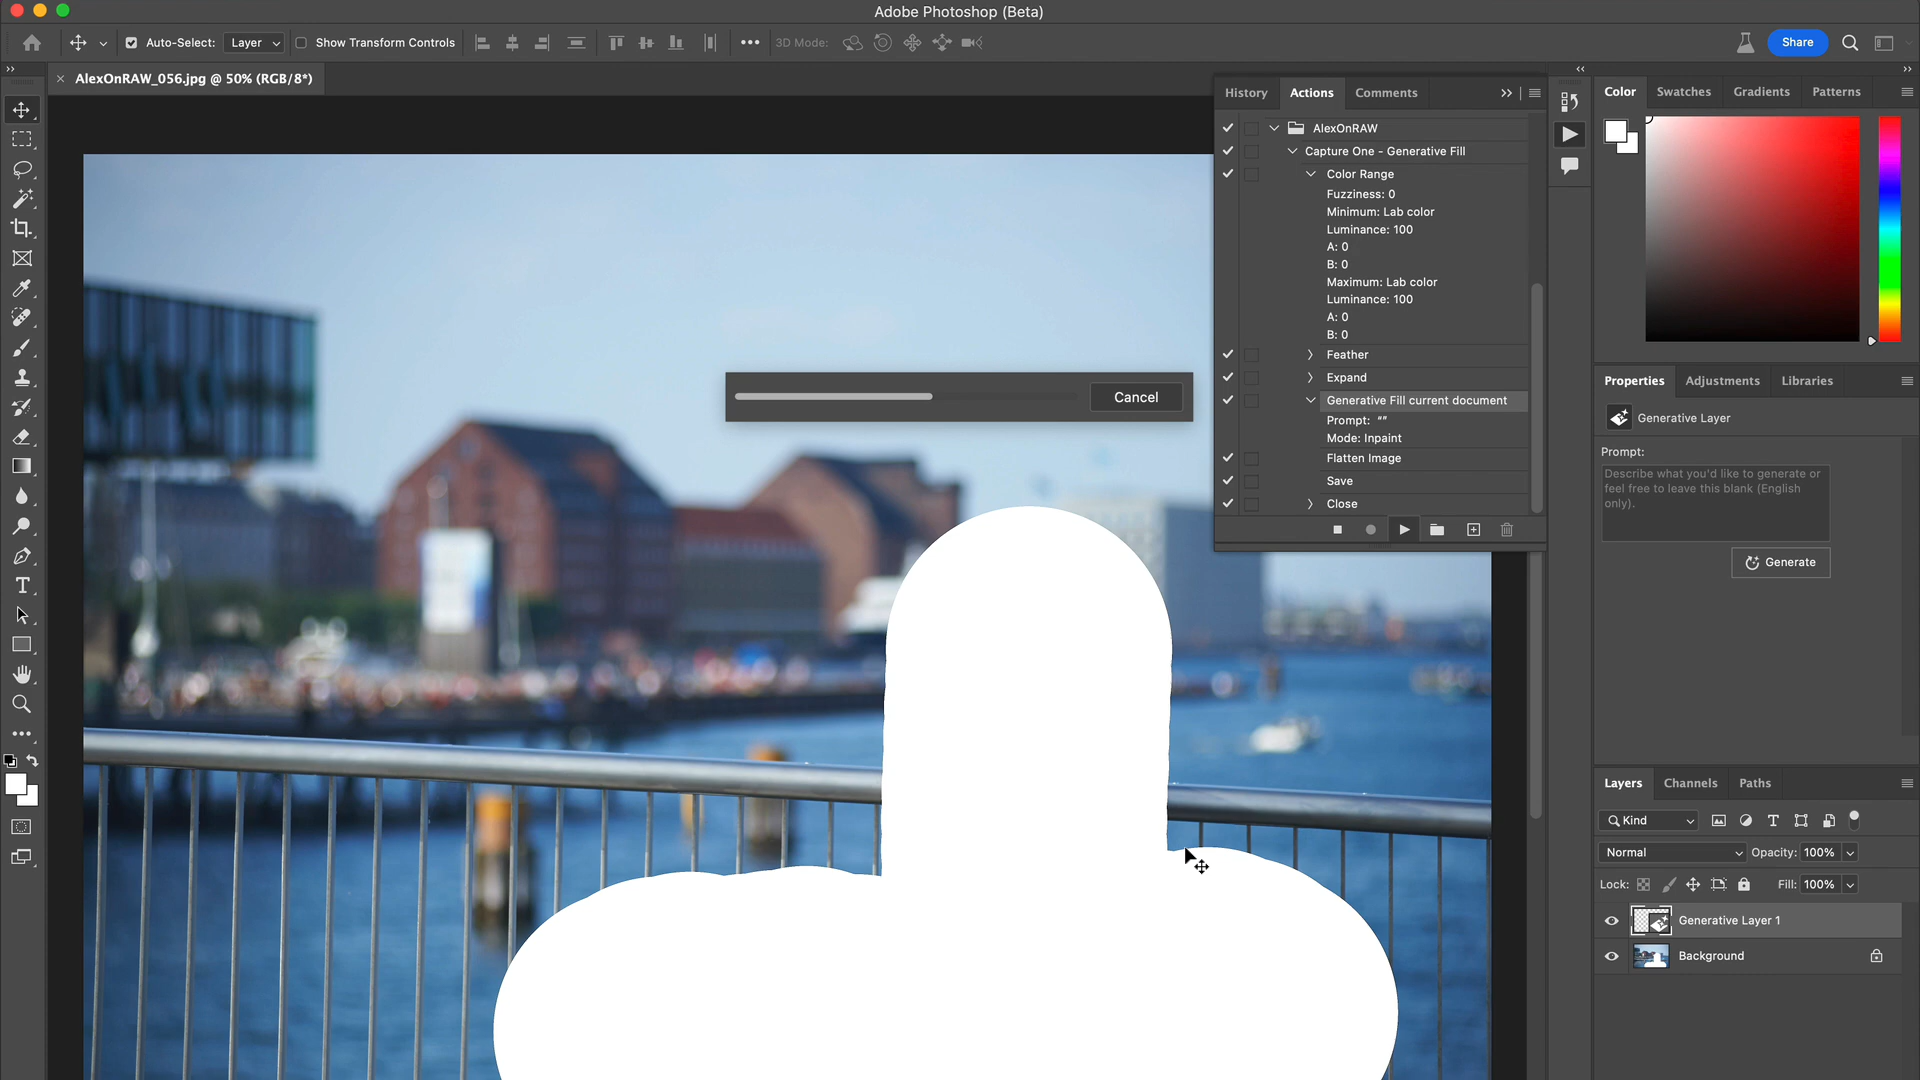 Adobe Photoshop (Beta)
Auto-Select:
Layer
Show Transform Controls
3D Mode:
Share
AlexOnRAW_056.jpg @ 50% (RGB/8*)
History
Actions
Comments
AlexOnRAW
Capture One - Generative Fill
Color Range
Fuzziness: 0
Minimum: Lab color
Luminance: 100
A: 0
B: 0
Maximum: Lab color
Luminance: 100
A: 0
B: 0
Feather
Expand
Generative Fill current document
Prompt: “”
Mode: Inpaint
Flatten Image
Save
Close
Cancel
Color
Swatches
Gradients
Patterns
Properties
Adjustments
Libraries
Generative Layer
Prompt:
Describe what you'd like to generate or
feel free to leave this blank (English
only).
Generate
Layers
Channels
Paths
Kind
Normal
Opacity: 100%
Lock:
Fill: 100%
Generative Layer 1
Background